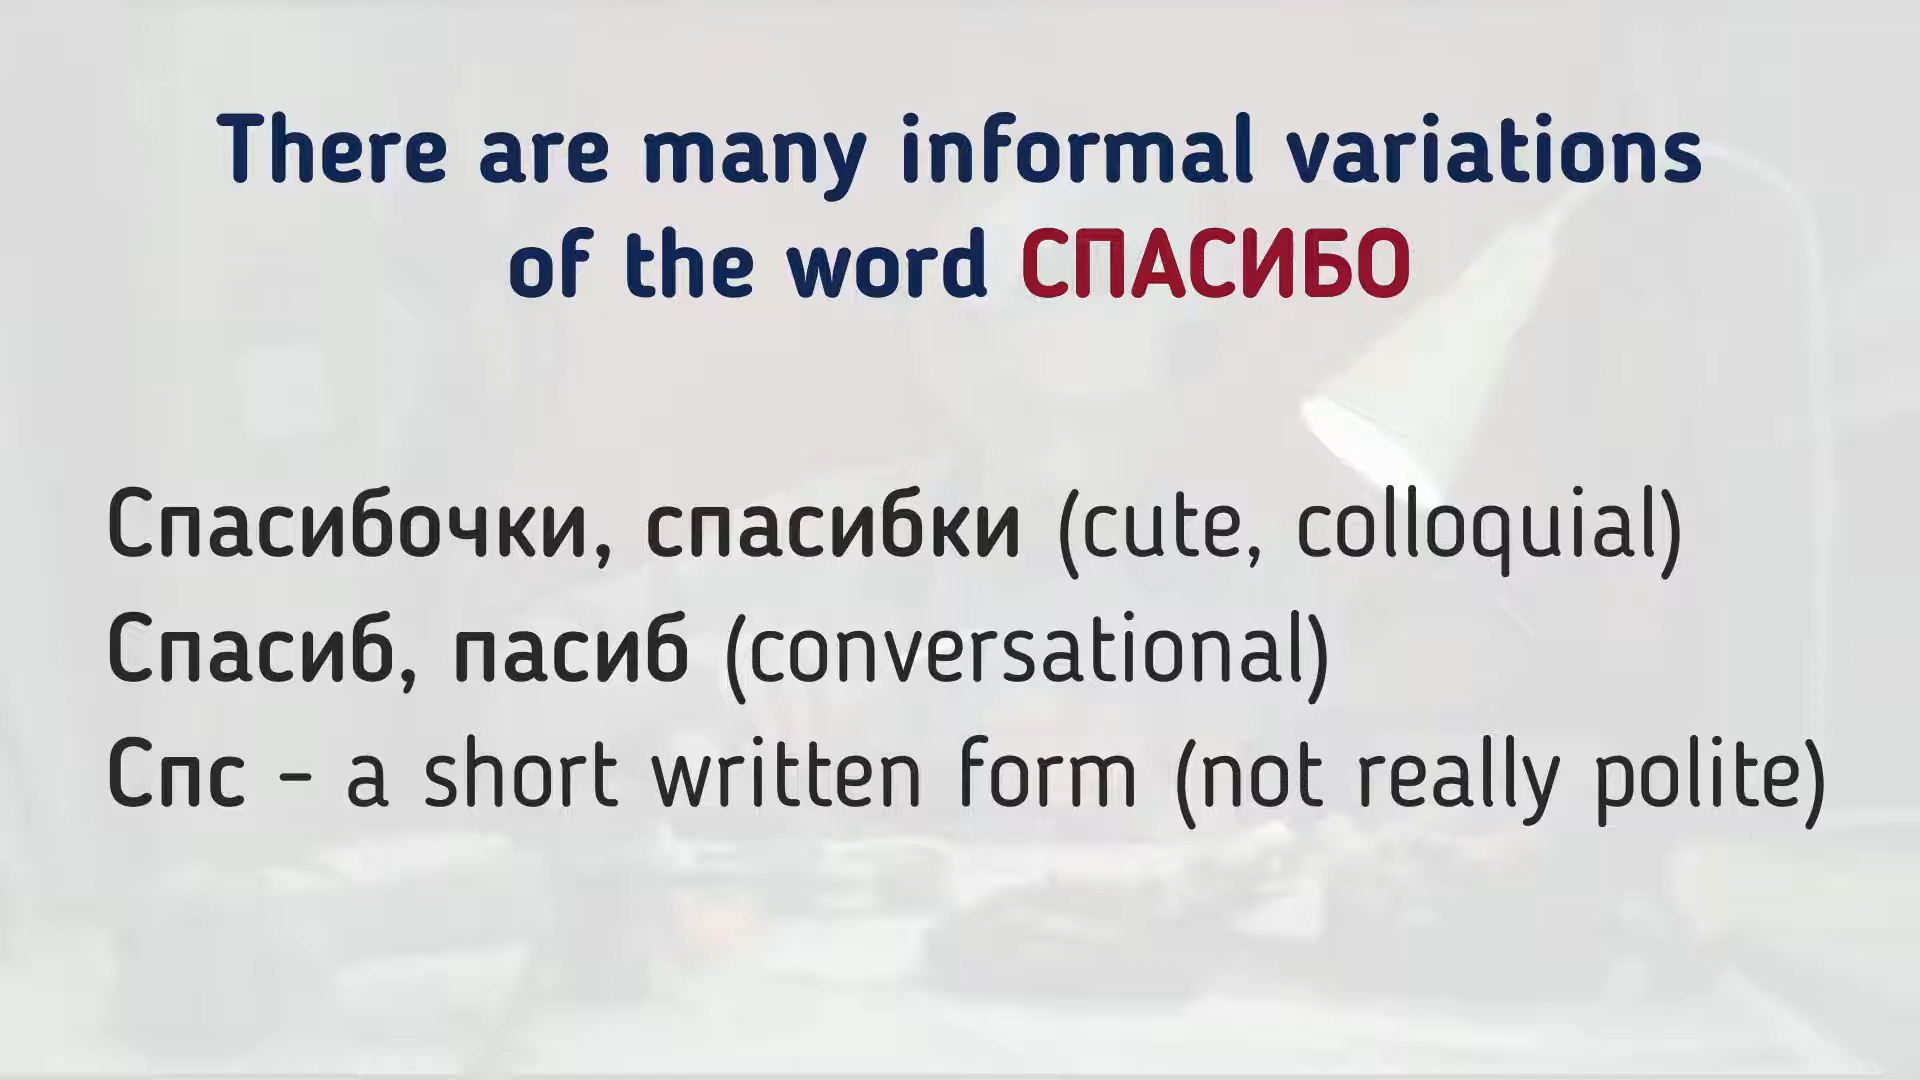 There are many informal variations
of the word СПАСИБО
Спасибочки, спасибки (cute, colloquial)
Спасиб, пасиб (conversational)
Спс - a short written form (not really polite)